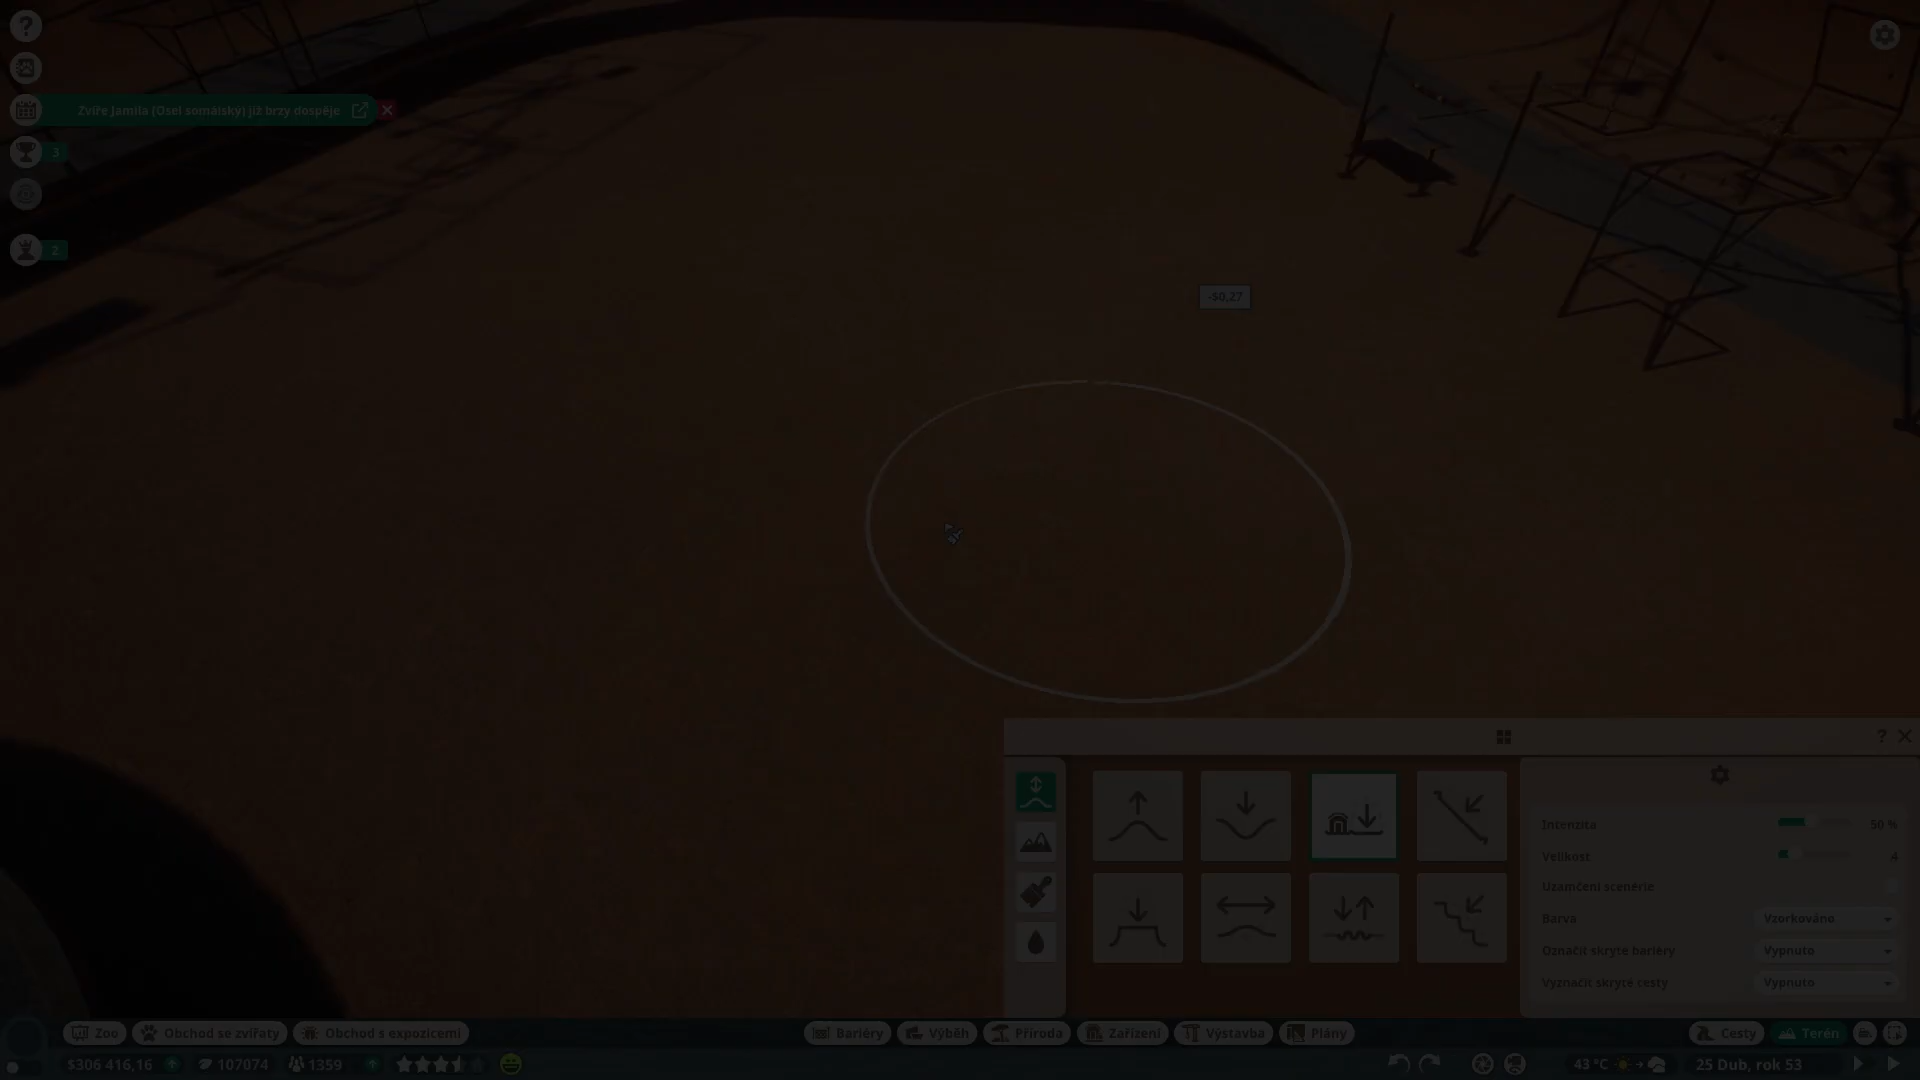 ?
Zvíře Jamila (Osel somálský) již brzy dospěje
3
2
-$0,27
?
Intenzita 50 %
Velikost 4
Uzamčení scenérie
Barva Vzorkováno
Označit skryté bariéry Vypnuto
Vyznačit skryté cesty Vypnuto
Zoo Obchod se zvířaty Obchod s expozicemi Bariéry Výběh Příroda Zařízení Výstavba Plány Cesty Terén
$306 416,16 107074 1359 43 °C 25 Dub, rok 53